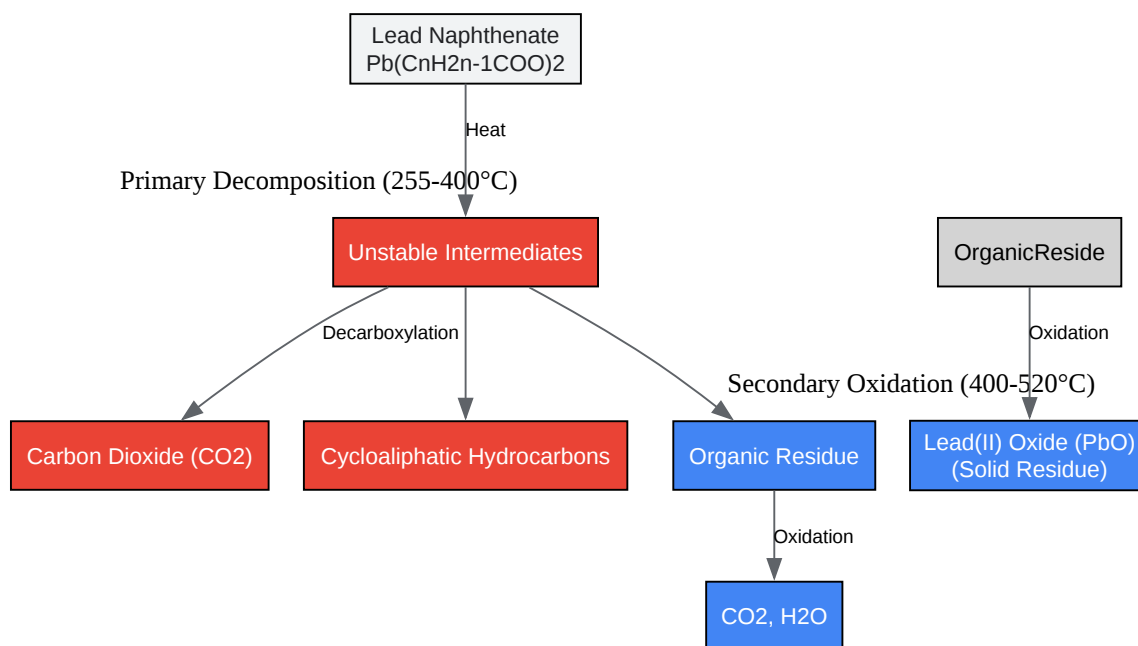 Lead Naphthenate
Pb(CnH2n-1COO)2
Heat
Primary Decomposition (255-400°C)
Unstable Intermediates
OrganicReside
Decarboxylation
Oxidation
Secondary Oxidation (400-520°C)
Carbon Dioxide (CO2)
Cycloaliphatic Hydrocarbons
Organic Residue
Lead(II) Oxide (PbO)
(Solid Residue)
Oxidation
CO2, H2O